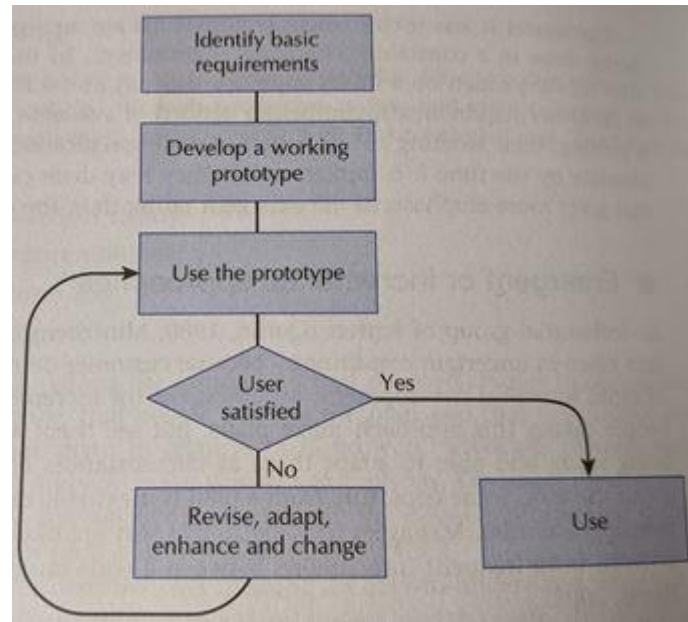 Identify basic
requirements
Develop a working
prototype
Use the prototype
User
satisfied
Yes
No
Revise, adapt,
enhance and change
Use